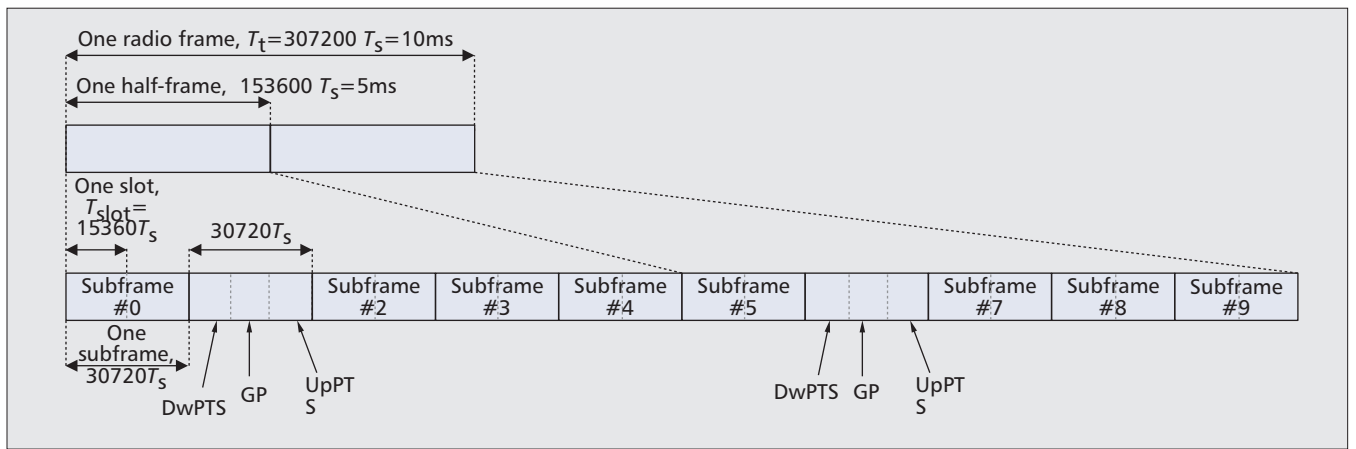 One radio frame, Tt=307200 Ts=10ms
One half-frame, 153600 Ts=5ms
One slot,
Tslot=
15360Ts
30720Ts
Subframe
#0
Subframe
#2
Subframe
#3
Subframe
#4
Subframe
#5
Subframe
#7
Subframe
#8
Subframe
#9
One
subframe,
30720Ts
DwPTS
GP
UpPT
S
DwPTS
GP
UpPT
S